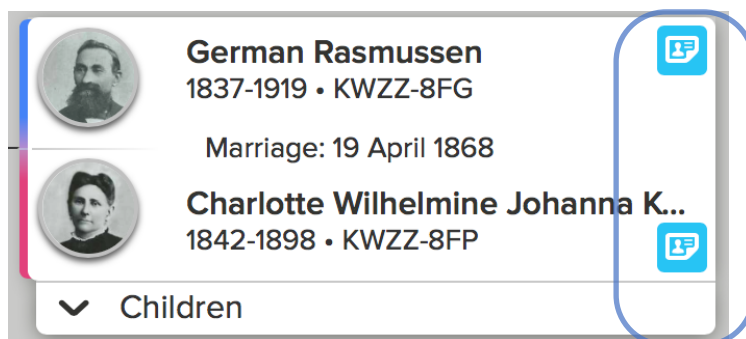 German Rasmussen
1837-1919 • KWZZ-8FG
Marriage: 19 April 1868
Charlotte Wilhelmine Johanna K...
1842-1898 • KWZZ-8FP
Children